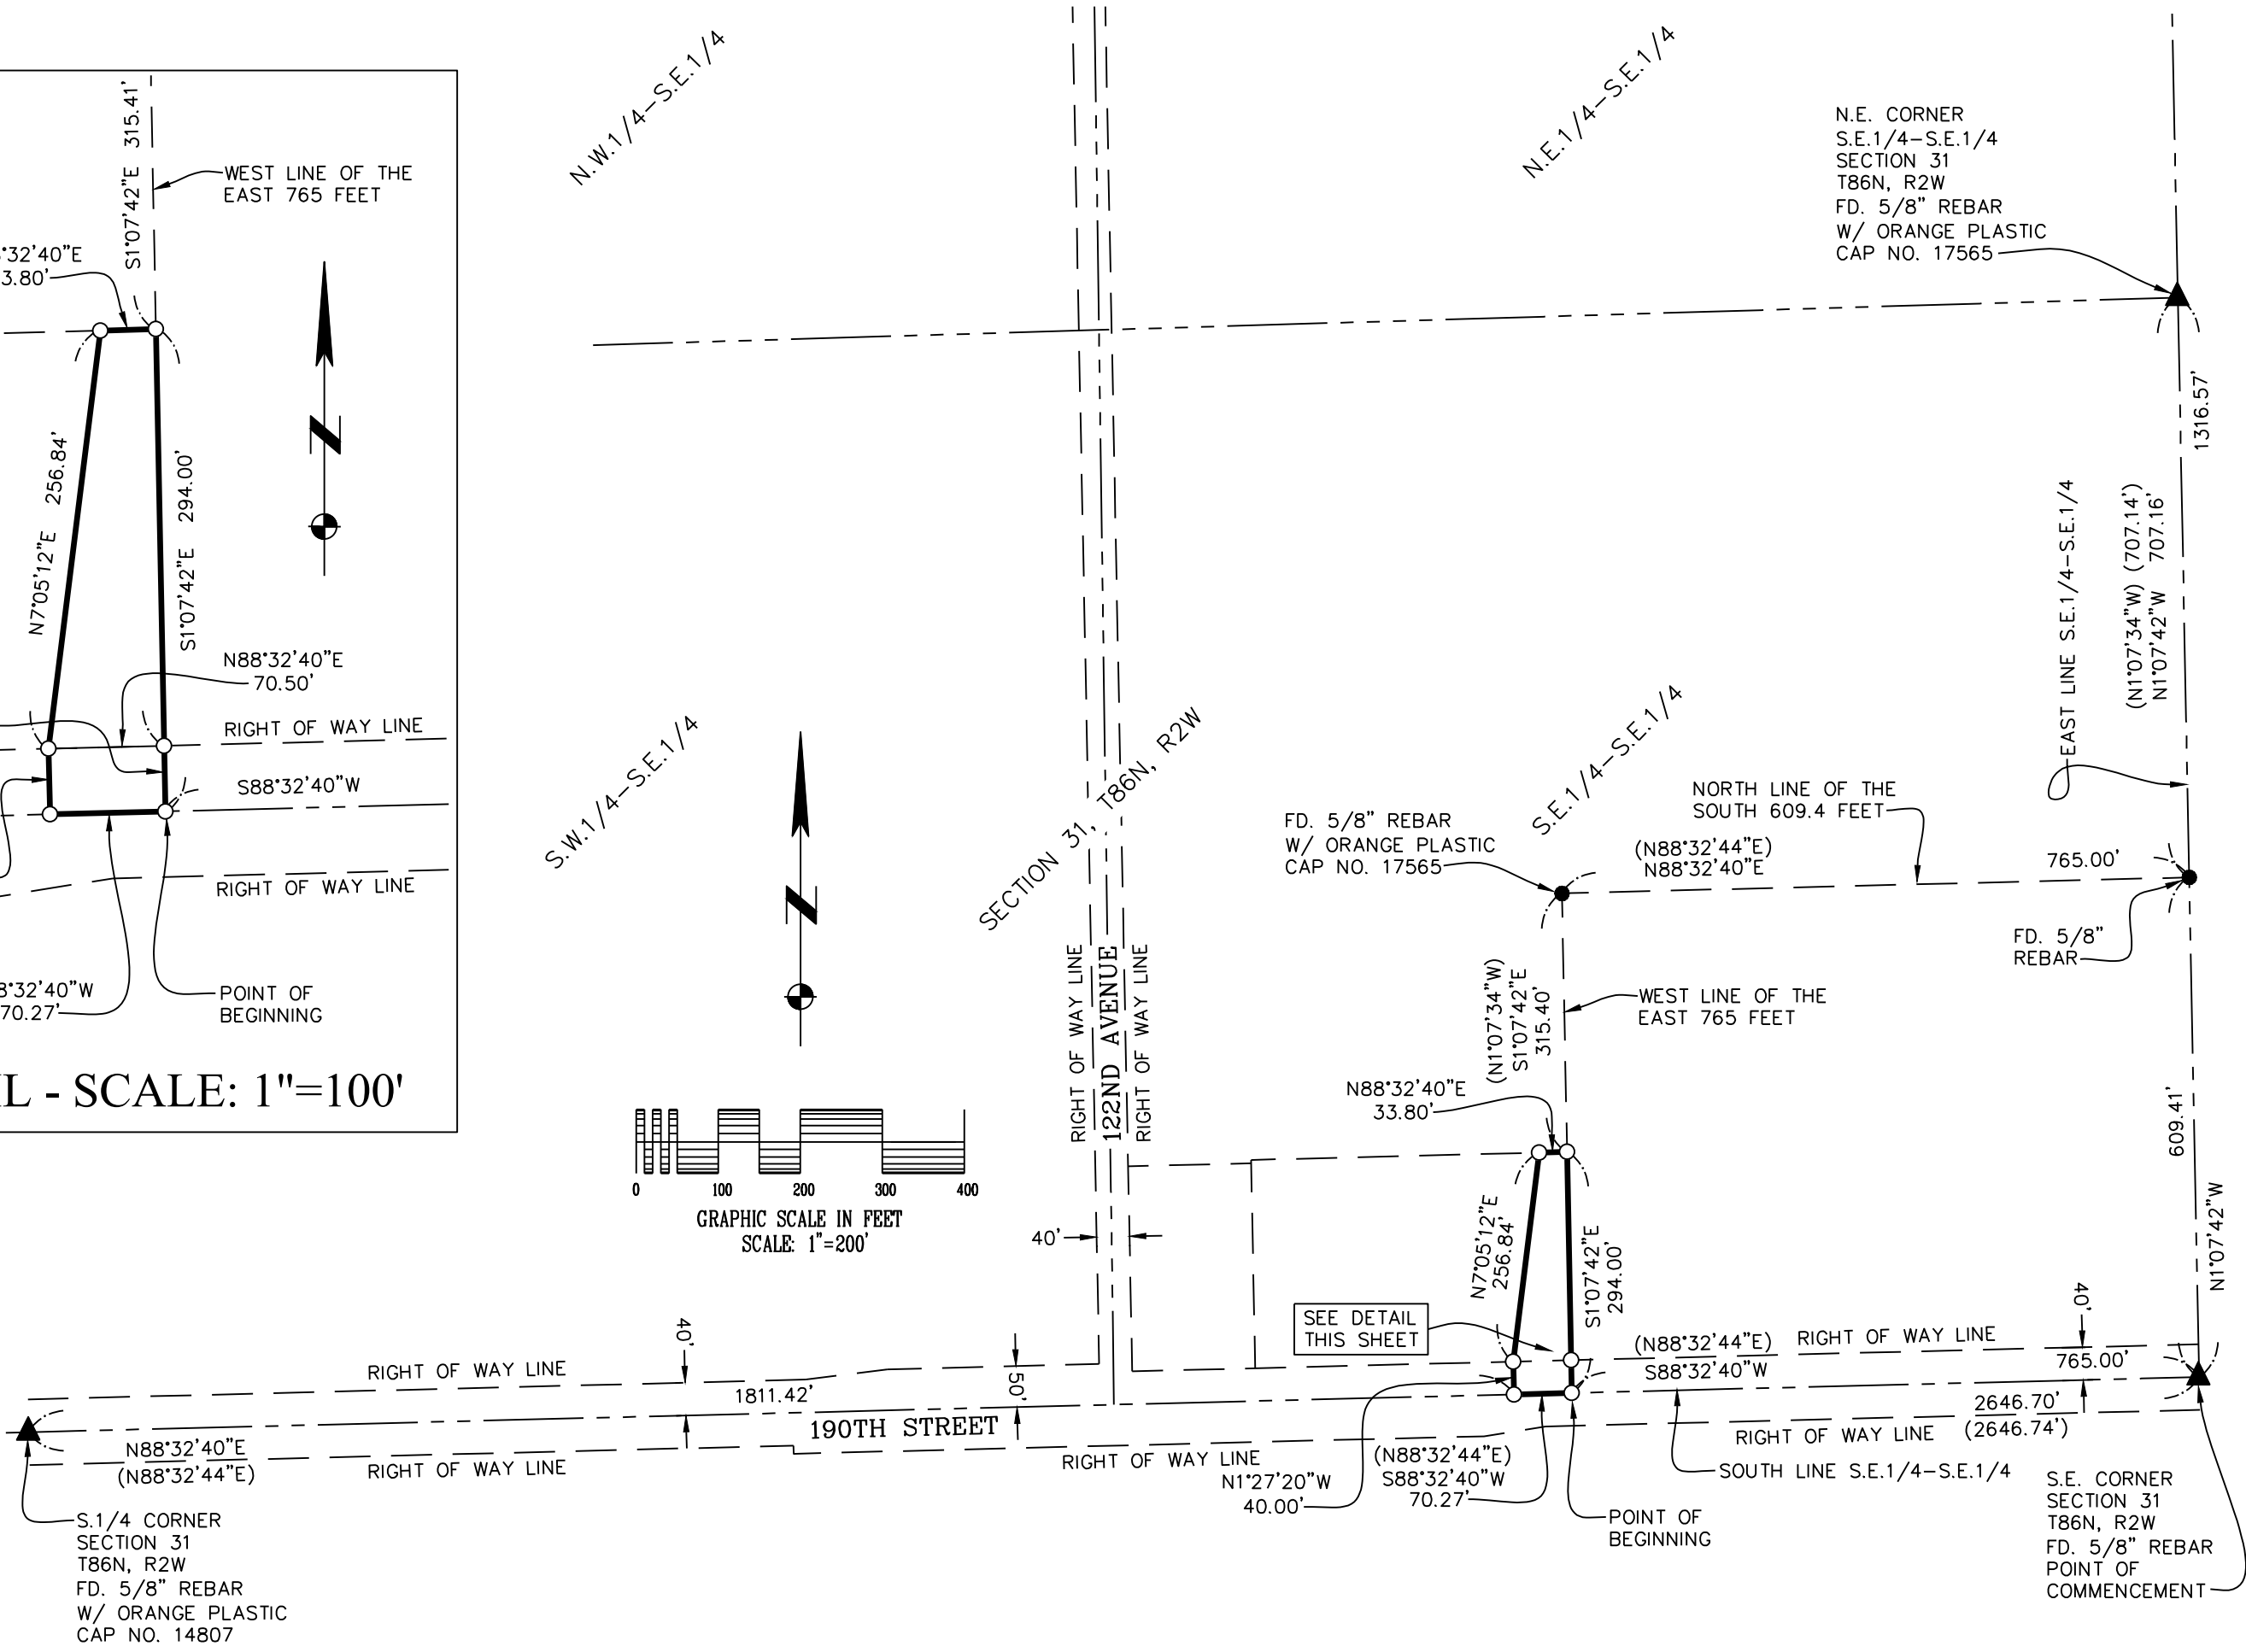 S1°07'42"E 315.41'
WEST LINE OF THE
EAST 765 FEET
°32'40"E
3.80'
N7°05'12"E 256.84'
S1°07'42"E 294.00'
N88°32'40"E
70.50'
RIGHT OF WAY LINE
S88°32'40"W
RIGHT OF WAY LINE
8°32'40"W
70.27'
POINT OF
BEGINNING
IL - SCALE: 1"=100'
N
N.W.1/4-S.E.1/4
N.E.1/4-S.E.1/4
N.E. CORNER
S.E.1/4-S.E.1/4
SECTION 31
T86N, R2W
FD. 5/8" REBAR
W/ ORANGE PLASTIC
CAP NO. 17565
1316.57'
EAST LINE S.E.1/4-S.E.1/4
(N1°07'34"W) (707.14')
N1°07'42"W 707.16'
S.W.1/4-S.E.1/4
SECTION 31, T86N, R2W
S.E.1/4-S.E.1/4
N
FD. 5/8" REBAR
W/ ORANGE PLASTIC
CAP NO. 17565
NORTH LINE OF THE
SOUTH 609.4 FEET
(N88°32'44"E)
N88°32'40"E
765.00'
FD. 5/8"
REBAR
RIGHT OF WAY LINE
122ND AVENUE
RIGHT OF WAY LINE
(N1°07'34"W)
S1°07'42"E
315.40'
WEST LINE OF THE
EAST 765 FEET
N88°32'40"E
33.80'
609.41'
N1°07'42"W
0 100 200 300 400
GRAPHIC SCALE IN FEET
SCALE: 1"=200'
40'
N7°05'12"E
256.84'
S1°07'42"E
294.00'
SEE DETAIL
THIS SHEET
(N88°32'44"E)
RIGHT OF WAY LINE
S88°32'40"W
40'
765.00'
40'
RIGHT OF WAY LINE
1811.42'
50'
190TH STREET
2646.70'
(2646.74')
RIGHT OF WAY LINE
N88°32'40"E
(N88°32'44"E)
RIGHT OF WAY LINE
RIGHT OF WAY LINE
N1°27'20"W
40.00'
(N88°32'44"E)
S88°32'40"W
70.27'
SOUTH LINE S.E.1/4-S.E.1/4
POINT OF
BEGINNING
S.E. CORNER
SECTION 31
T86N, R2W
FD. 5/8" REBAR
POINT OF
COMMENCEMENT
S.1/4 CORNER
SECTION 31
T86N, R2W
FD. 5/8" REBAR
W/ ORANGE PLASTIC
CAP NO. 14807